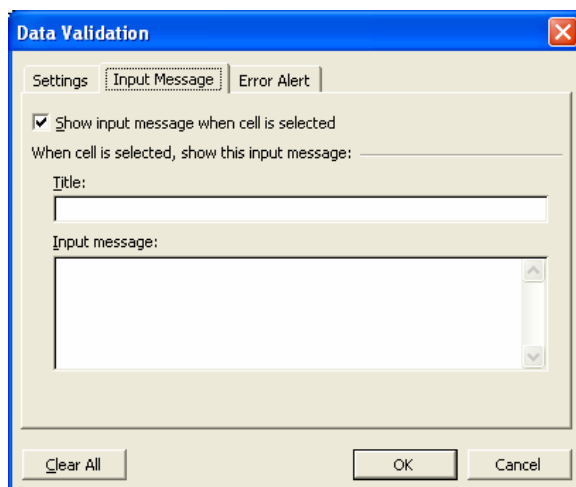 Data Validation
Settings
Input Message
Error Alert
Show input message when cell is selected
When cell is selected, show this input message:
Title:
Input message:
Clear All
OK
Cancel